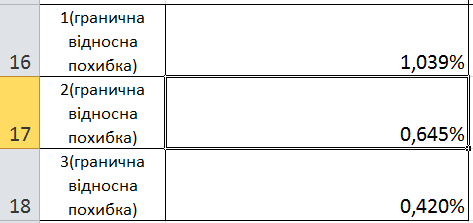 1(гранична
відносна
16 похибка) 1,039%
2(гранична
відносна
17 похибка) 0,645%
3(гранична
відносна
18 похибка) 0,420%